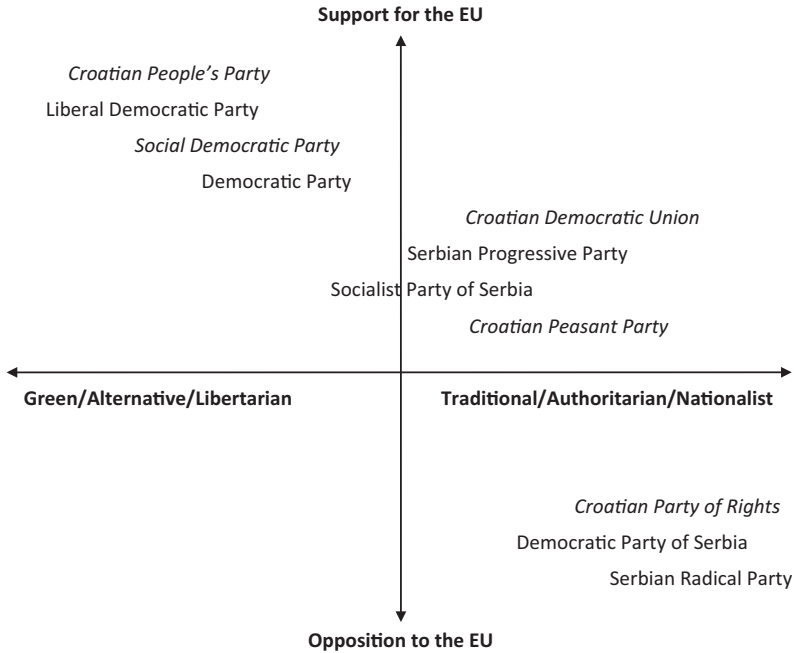 Support for the EU
Croatian People's Party
Liberal Democratic Party
Social Democratic Party
Democratic Party
Croatian Democratic Union
Serbian Progressive Party
Socialist Party of Serbia
Croatian Peasant Party
Green/Alternative/Libertarian
Traditional/Authoritarian/Nationalist
Croatian Party of Rights
Democratic Party of Serbia
Serbian Radical Party
Opposition to the EU